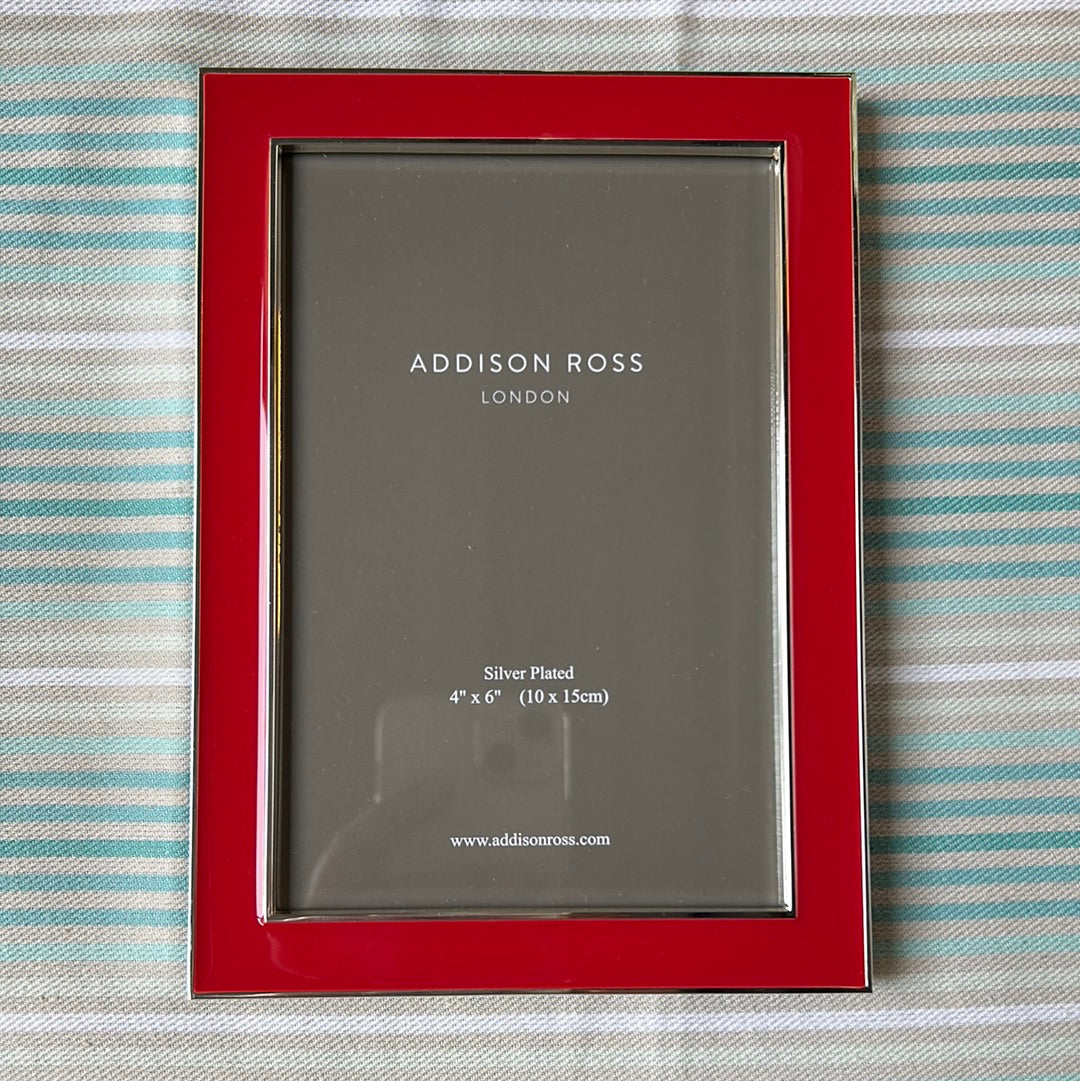 ADDISON ROSS
LONDON
Silver Plated
4" x 6" (10 x 15cm)
www.addisonross.com